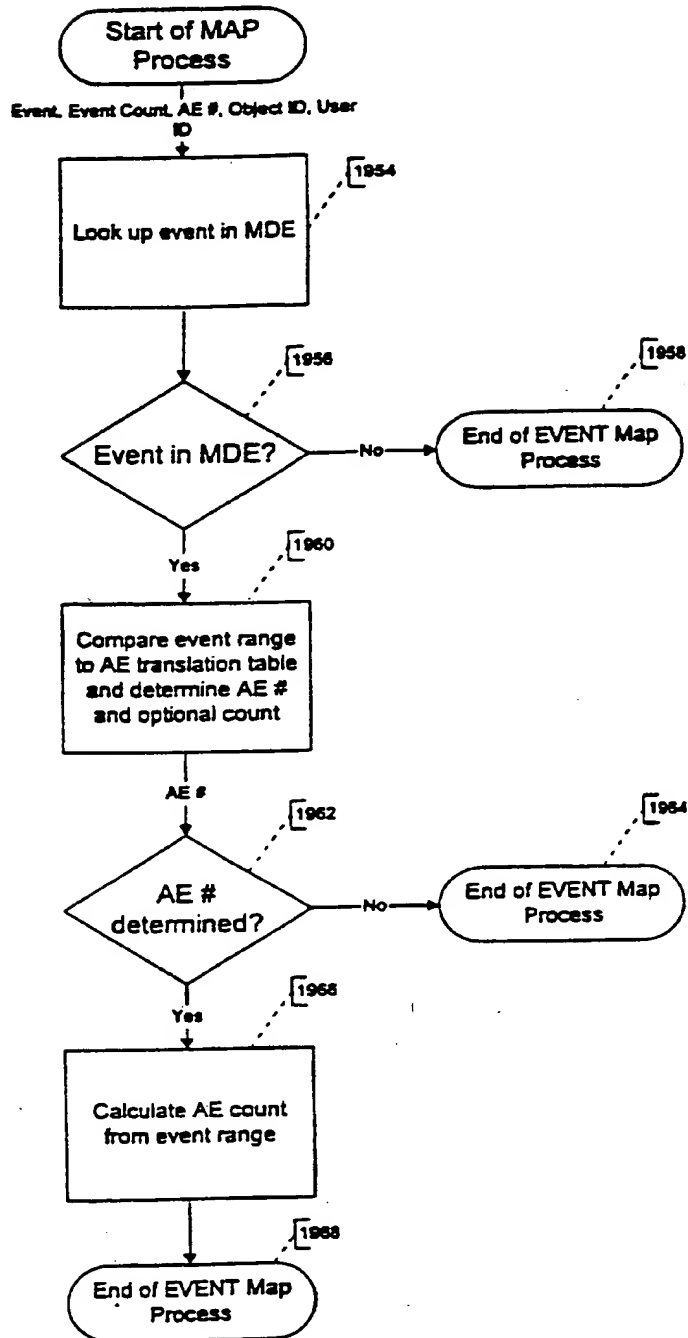 Start of MAP
Process
Event, Event Count, AE #, Object ID, User
ID
1954
Look up event in MDE
1956
1958
Event in MDE?
No
End of EVENT Map
Process
Yes
1960
Compare event range
to AE translation table
and determine AE #
and optional count
AE #
1962
1964
AE #
determined?
No
End of EVENT Map
Process
Yes
1966
Calculate AE count
from event range
1968
End of EVENT Map
Process